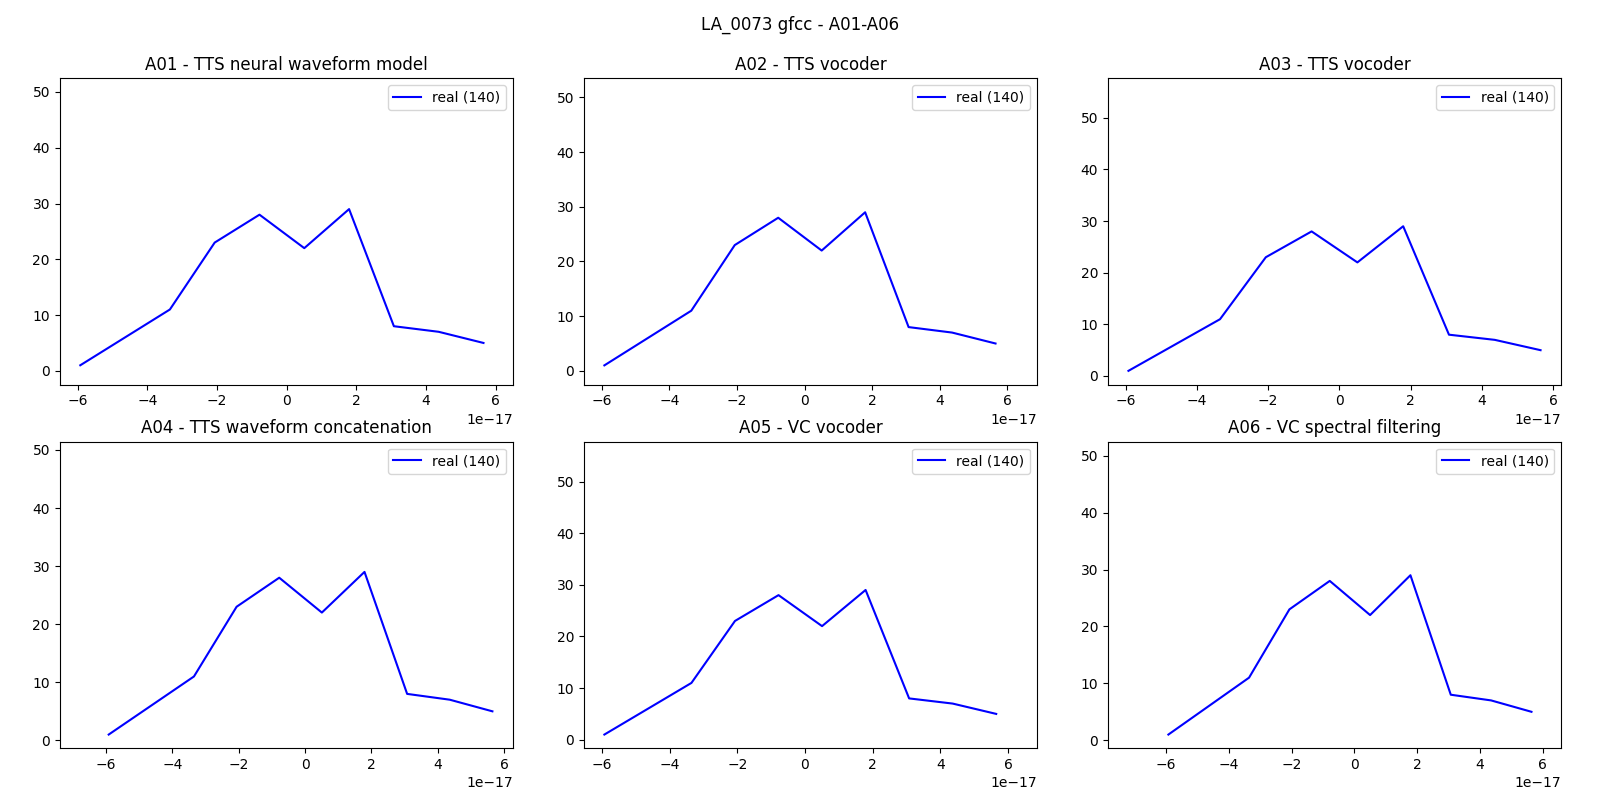 LA_0073 gfcc - A01-A06
A01 - TTS neural waveform model
A02 - TTS vocoder
A03 - TTS vocoder
real (140)
real (140)
real (140)
50
40
30
20
10
0
50
40
30
20
10
0
50
40
30
20
10
0
−6 −4 −2 0 2 4 6
−6 −4 −2 0 2 4 6
−6 −4 −2 0 2 4 6
1e−17
1e−17
1e−17
A04 - TTS waveform concatenation
A05 - VC vocoder
A06 - VC spectral filtering
real (140)
real (140)
real (140)
50
40
30
20
10
0
50
40
30
20
10
0
50
40
30
20
10
0
−6 −4 −2 0 2 4 6
−6 −4 −2 0 2 4 6
−6 −4 −2 0 2 4 6
1e−17
1e−17
1e−17